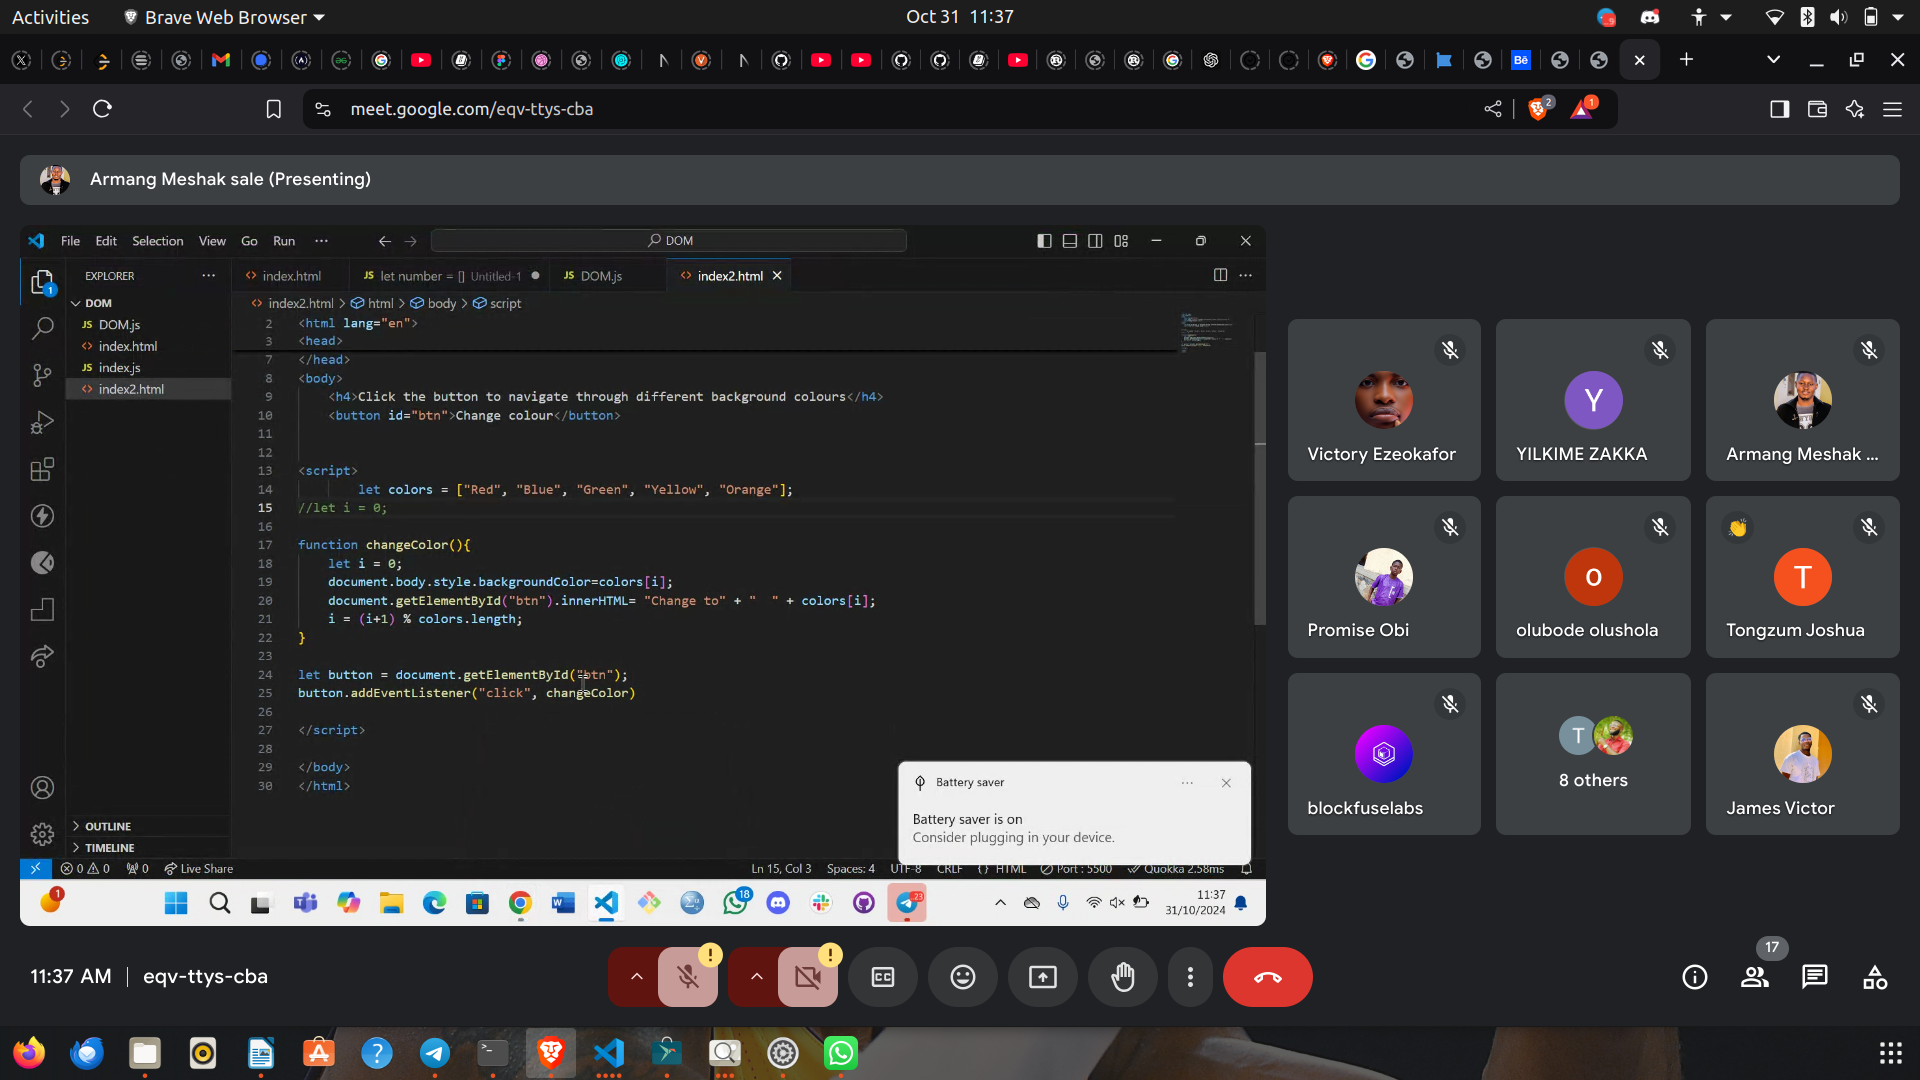 Activities
Brave Web Browser
Oct 31 11:37
meet.google.com/eqv-ttys-cba
2
1
Armang Meshak sale (Presenting)
File Edit Selection View Go Run ···
DOM
EXPLORER
index.html
JS let number = [] Untitled-1
JS DOM.js
index2.html
DOM
JS DOM.js
index.html
JS index.js
index2.html
index2.html > html > body > script
2 <html lang="en">
3 <head>
7 </head>
8 <body>
9 <h4>Click the button to navigate through different background colours</h4>
10 <button id="btn">Change colour</button>
11
12
13 <script>
14 let colors = ["Red", "Blue", "Green", "Yellow", "Orange"];
15 //let i = 0;
16
17 function changeColor(){
18 let i = 0;
19 document.body.style.backgroundColor=colors[i];
20 document.getElementById("btn").innerHTML= "Change to" + "  " + colors[i];
21 i = (i+1) % colors.length;
22 }
23
24 let button = document.getElementById("btn");
25 button.addEventListener("click", changeColor)
26
27 </script>
28
29 </body>
30 </html>
OUTLINE
TIMELINE
Battery saver
Battery saver is on
Consider plugging in your device.
0 0 0 Live Share
Ln 15, Col 3 Spaces: 4 UTF-8 CRLF HTML Port : 5500 Quokka 2.58ms
1
18
23
11:37
31/10/2024
Victory Ezeokafor
Y
YILKIME ZAKKA
Armang Meshak ...
Promise Obi
o
olubode olushola
T
Tongzum Joshua
blockfuselabs
T
8 others
James Victor
11:37 AM | eqv-ttys-cba
17